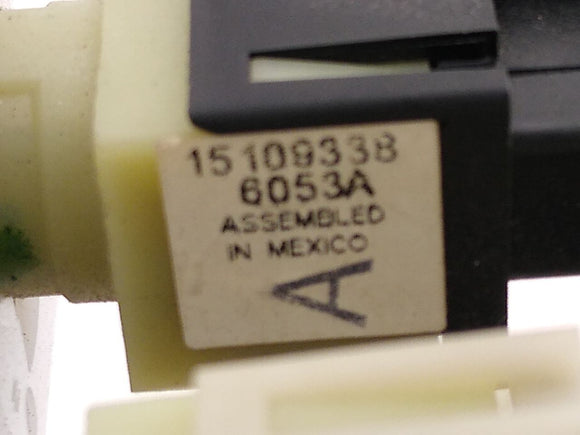 15109338
6053A
ASSEMBLED
IN MEXICO
A